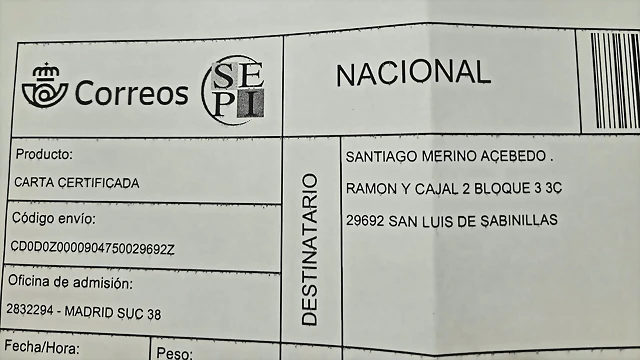 Correos
SEPI
NACIONAL
Producto:
CARTA CERTIFICADA
Código envío:
CD0D0Z0000904750029692Z
Oficina de admisión:
2832294 - MADRID SUC 38
Fecha/Hora:
Peso:
DESTINATARIO
SANTIAGO MERINO ACEBEDO .
RAMON Y CAJAL 2 BLOQUE 3 3C
29692 SAN LUIS DE SABINILLAS